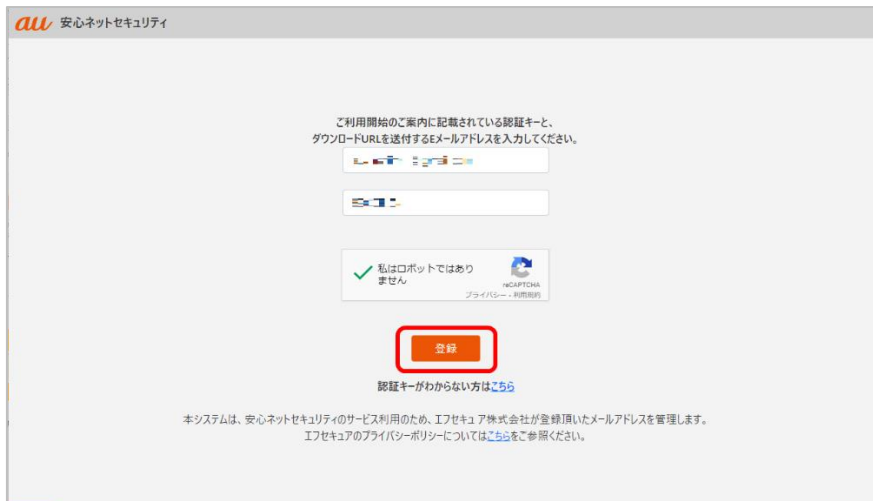 au 安心ネットセキュリティ
ご利用開始のご案内に記載されている認証キーと、
ダウンロードURLを送付するEメールアドレスを入力してください。
私はロボットではあり
ません
reCAPTCHA
プライバシー - 利用規約
登録
認証キーがわからない方はこちら
本システムは、安心ネットセキュリティのサービス利用のため、エフセキュア株式会社が登録頂いたメールアドレスを管理します。
エフセキュアのプライバシーポリシーについてはこちらをご参照ください。